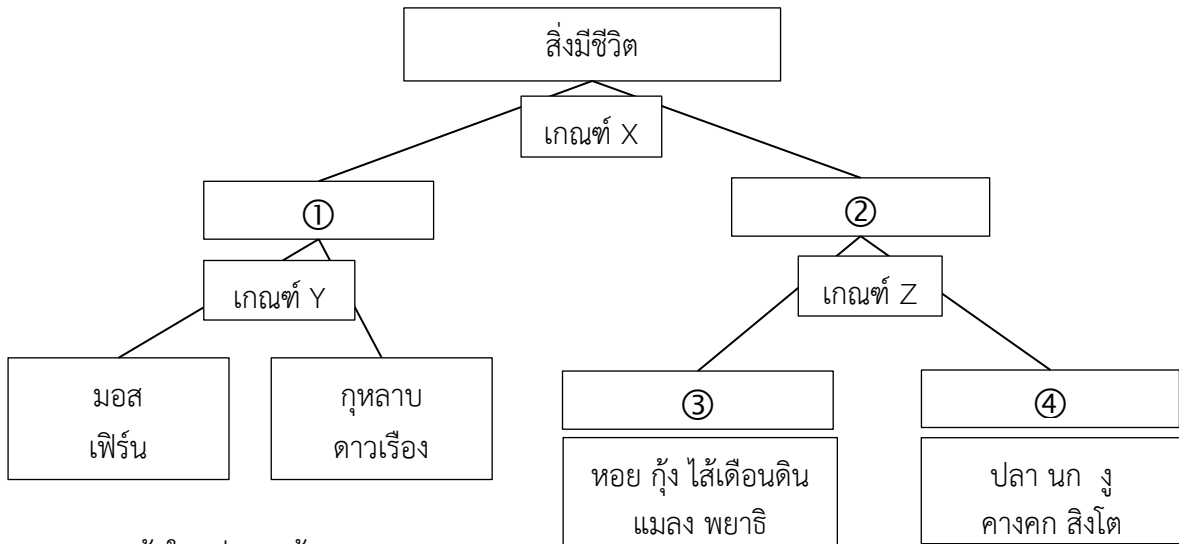 สิ่งมีชีวิต
เกณฑ์ X
①
②
เกณฑ์ Y
เกณฑ์ Z
มอส
เฟิร์น
กุหลาบ
ดาวเรือง
③
④
หอย กุ้ง ไส้เดือนดิน
แมลง พยาธิ
ปลา นก งู
คางคก สิงโต